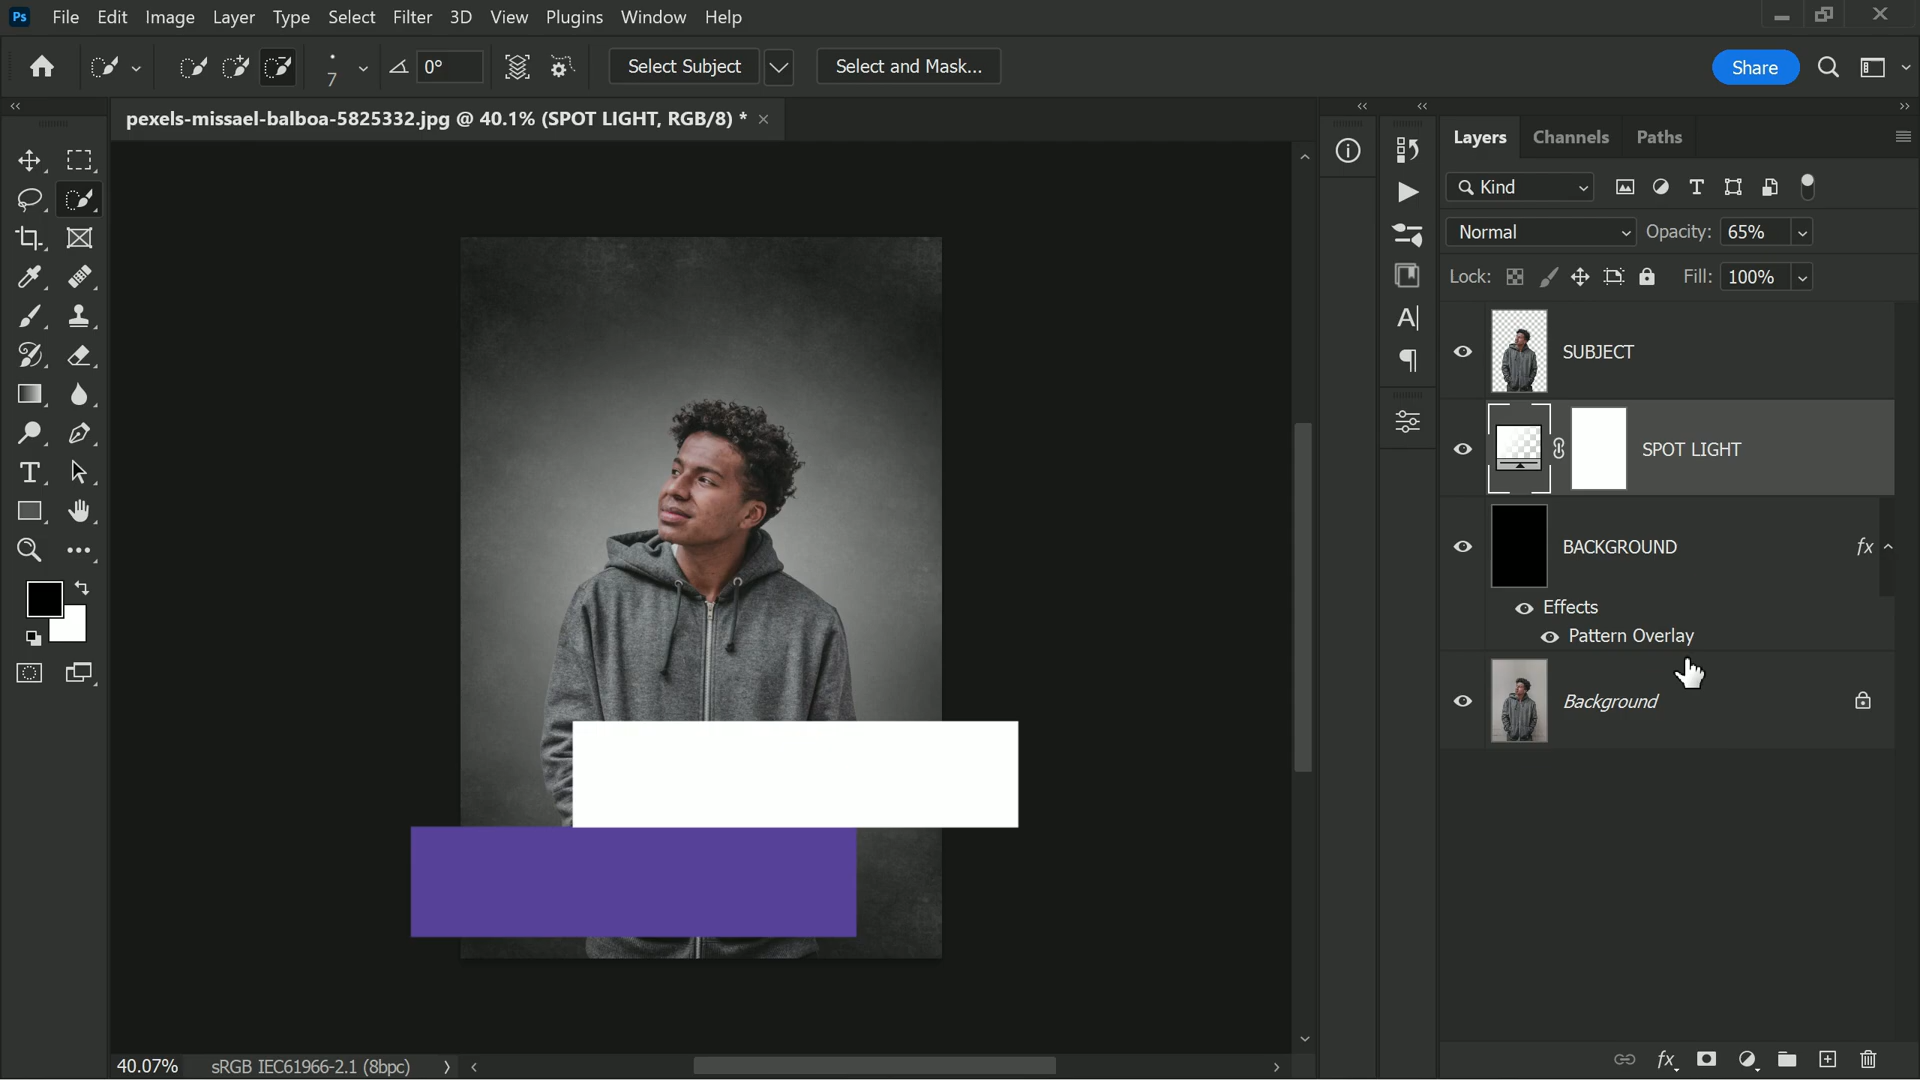 Ps File Edit Image Layer Type Select Filter 3D View Plugins Window Help
7 0° Select Subject Select and Mask... Share
pexels-missael-balboa-5825332.jpg @ 40.1% (SPOT LIGHT, RGB/8) *
Layers Channels Paths
Kind
Normal Opacity: 65%
Lock: Fill: 100%
SUBJECT
SPOT LIGHT
BACKGROUND fx
Effects
Pattern Overlay
Background
40.07% sRGB IEC61966-2.1 (8bpc)
fx